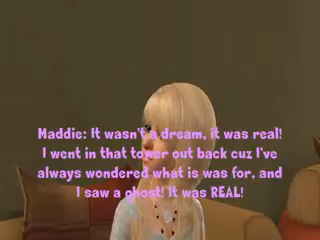 Maddie: It wasn't a dream, it was real!
I went in that tower out back cuz I've
always wondered what is was for, and
I saw a ghost! It was REAL!